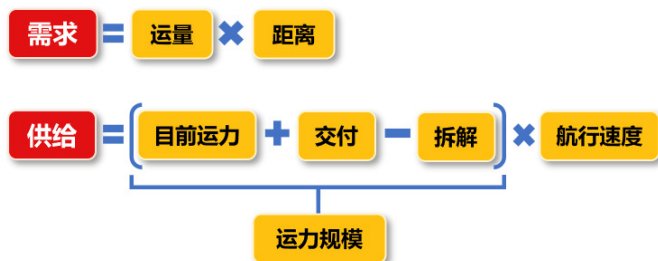 需求 = 运量 × 距离
供给 = [目前运力 + 交付 - 拆解] × 航行速度
运力规模